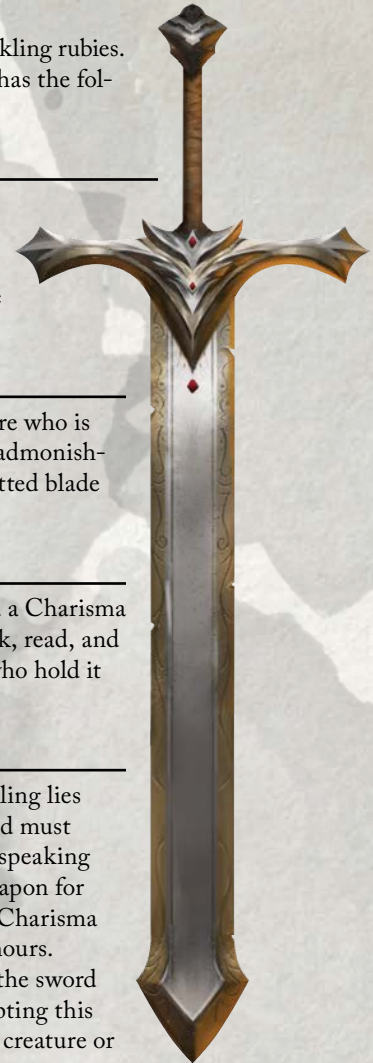 kling rubies.
has the fol-
re who is
admonish-
tted blade
a Charisma
k, read, and
who hold it
ling lies
d must
speaking
apon for
Charisma
hours.
the sword
pting this
creature or